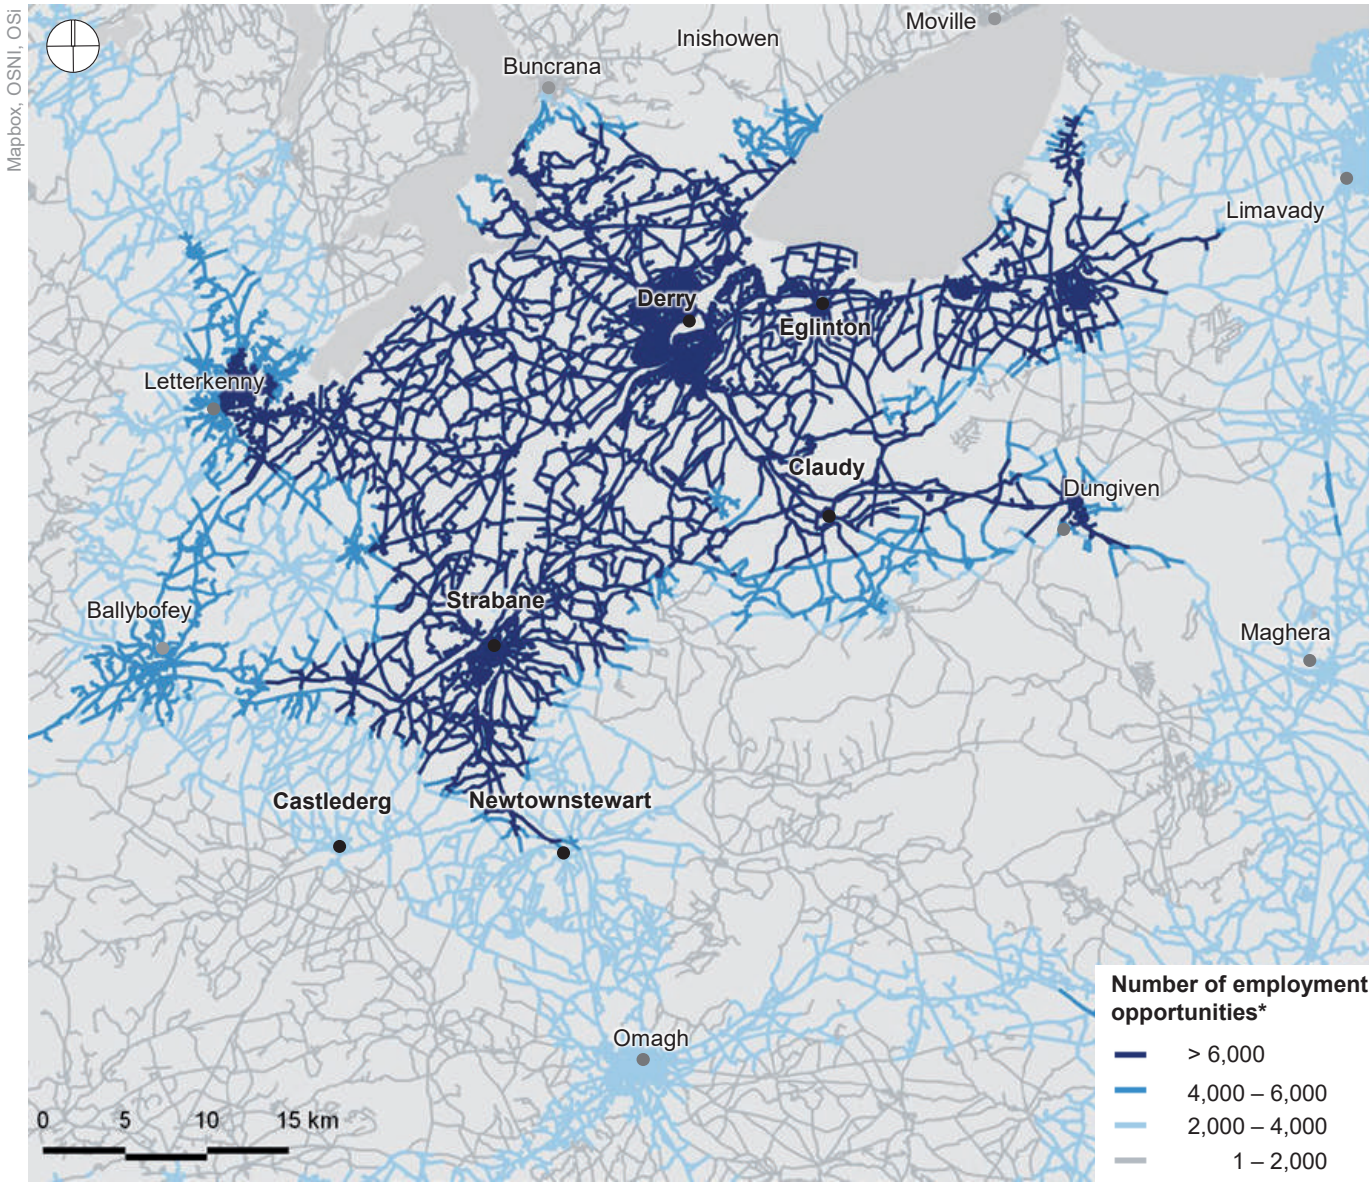 Mapbox, OSNI, OSi
Moville
Inishowen
Buncrana
Limavady
Derry
Eglinton
Letterkenny
Claudy
Dungiven
Strabane
Ballybofey
Maghera
Castlederg
Newtownstewart
Omagh
Number of employment
opportunities*
> 6,000
4,000 – 6,000
2,000 – 4,000
1 – 2,000
0 5 10 15 km